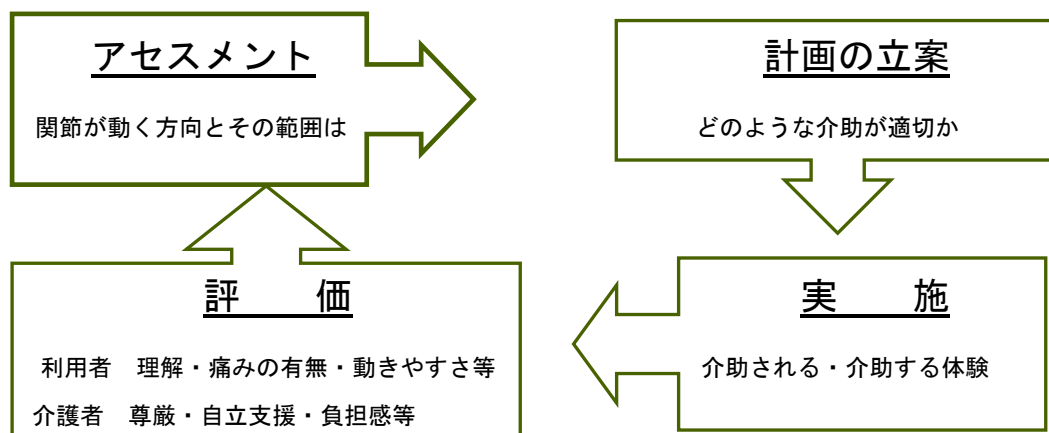 アセスメント
関節が動く方向とその範囲は
計画の立案
どのような介助が適切か
評　　価
利用者　理解・痛みの有無・動きやすさ等
介護者　尊厳・自立支援・負担感等
実　　施
介助される・介助する体験